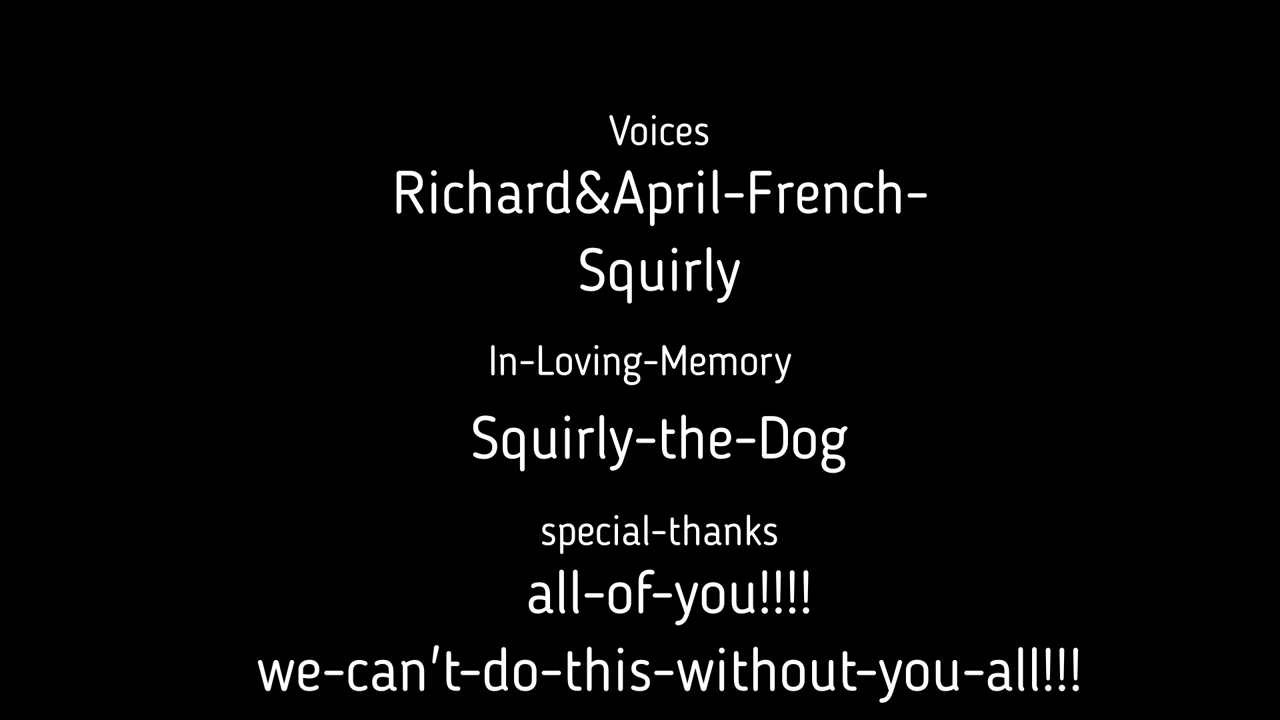 Voices
Richard&April-French-
Squirly
In-Loving-Memory
Squirly-the-Dog
special-thanks
all-of-you!!!!
we-can't-do-this-without-you-all!!!